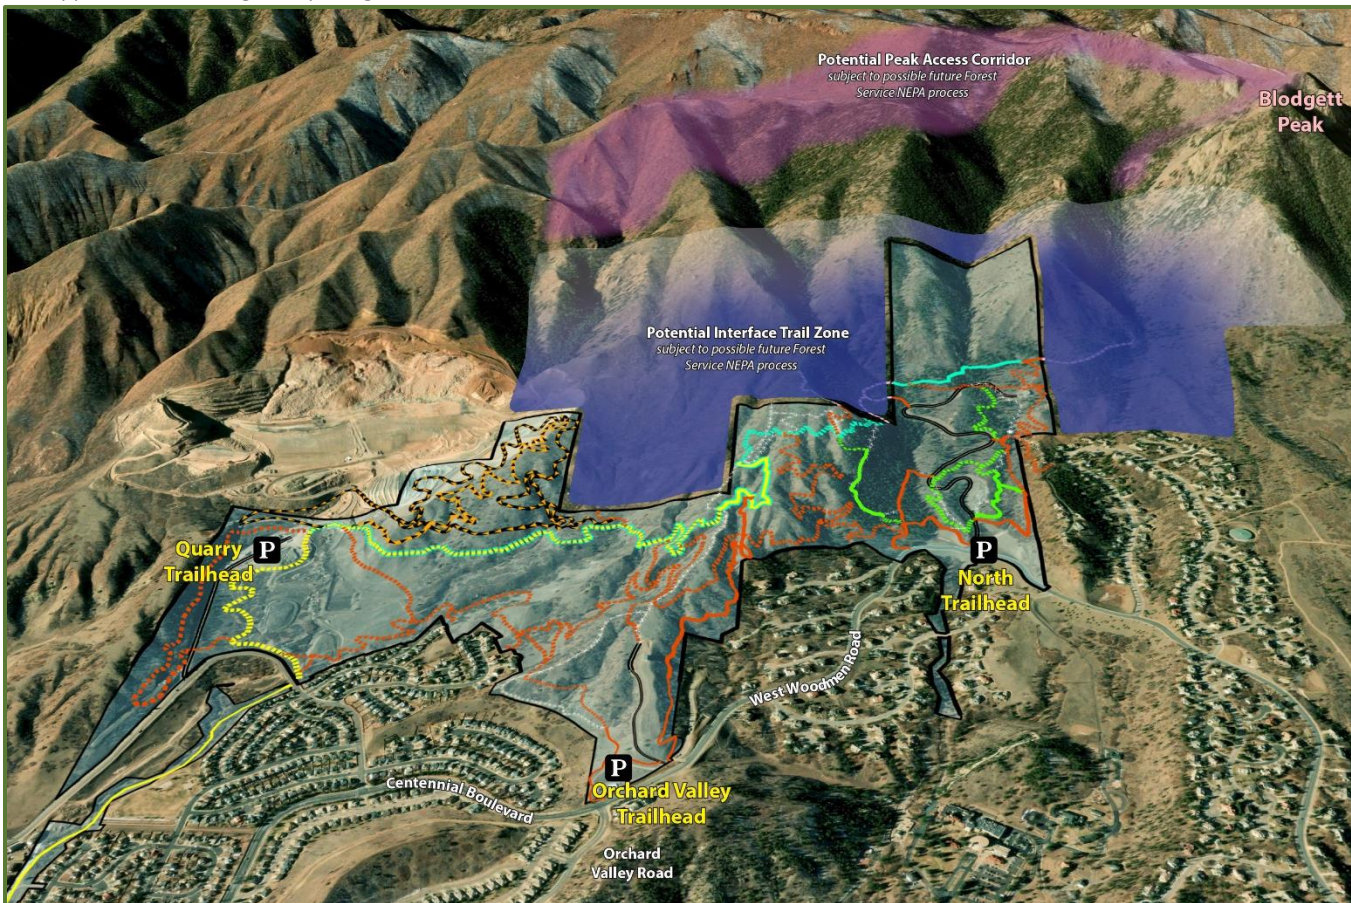 Potential Peak Access Corridor
subject to possible future Forest
Service NEPA process
Blodgett
Peak
Potential Interface Trail Zone
subject to possible future Forest
Service NEPA process
Quarry
Trailhead
P
P
North
Trailhead
West Woodmen Road
P
Orchard Valley
Trailhead
Centennial Boulevard
Orchard
Valley Road